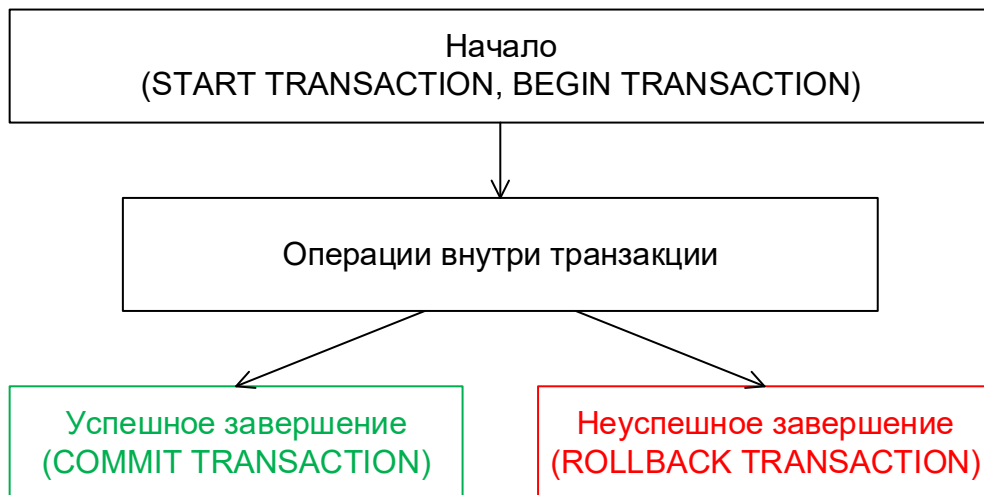 Начало
(START TRANSACTION, BEGIN TRANSACTION)
Операции внутри транзакции
Успешное завершение
(COMMIT TRANSACTION)
Неуспешное завершение
(ROLLBACK TRANSACTION)